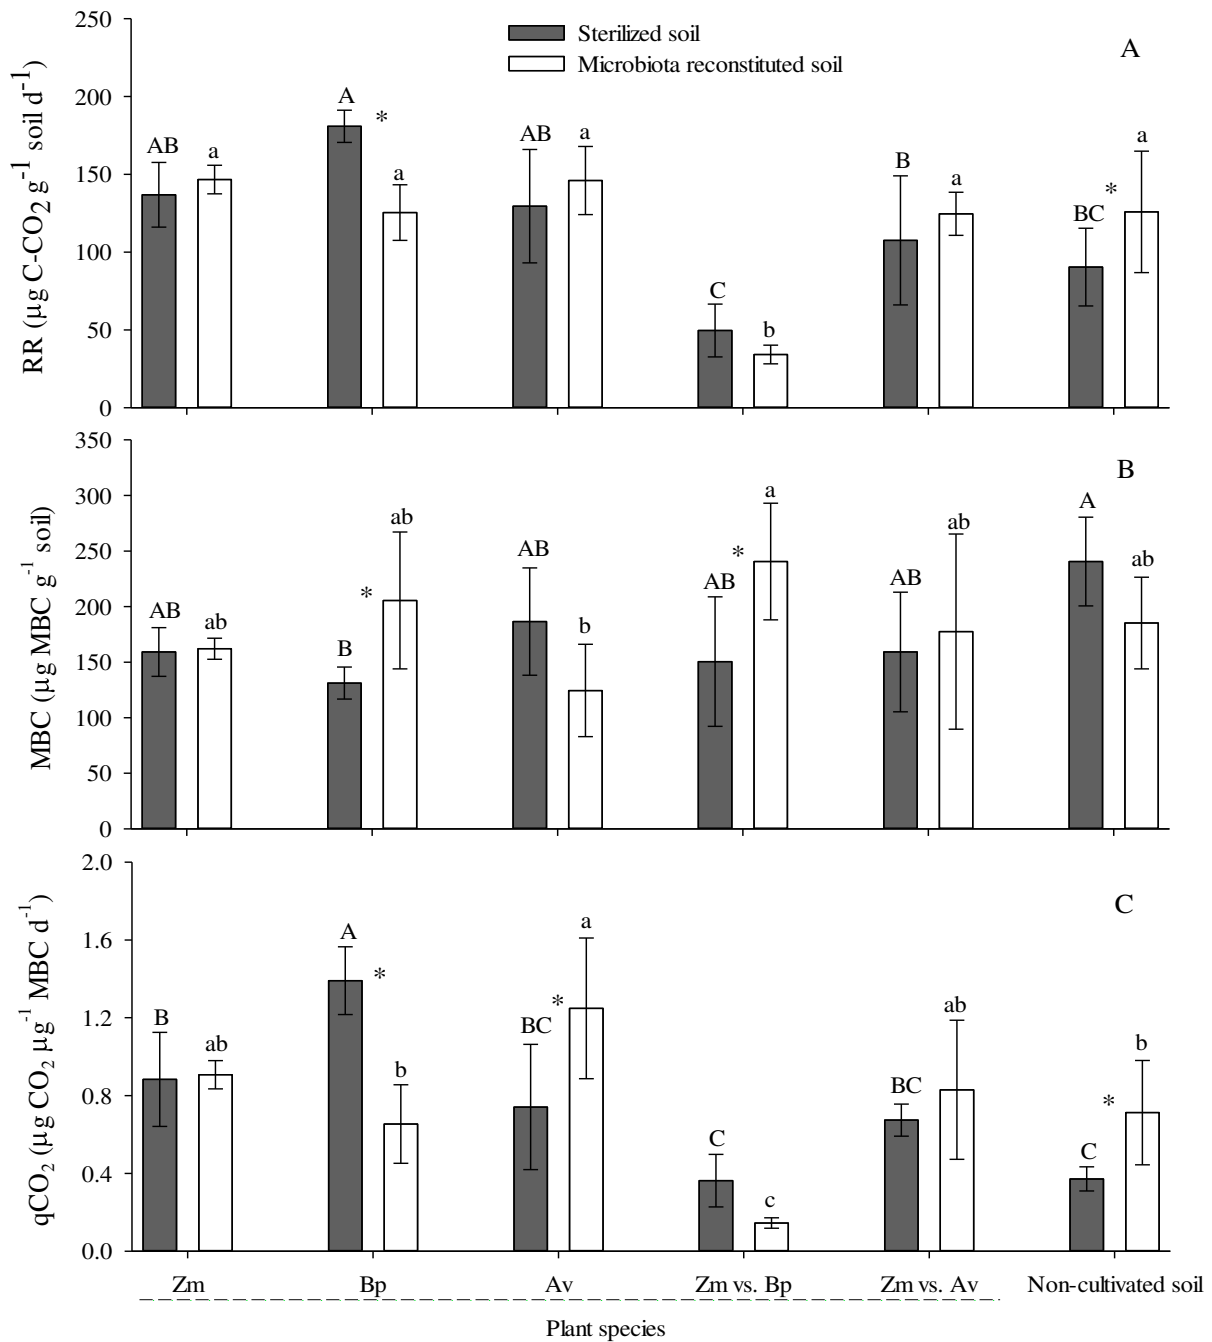 Sterilized soil
Microbiota reconstituted soil
A
RR (µg C-CO2 g-1 soil d-1)
250
200
150
100
50
0
AB a A * a AB a C b B a BC * a
B
MBC (µg MBC g-1 soil)
350
300
250
200
150
100
50
0
AB ab B * ab AB b AB * a AB ab A ab
C
qCO2 (µg CO2 µg-1 MBC d-1)
2.0
1.6
1.2
0.8
0.4
0.0
B ab A * b BC * a C c BC ab C * b
Zm Bp Av Zm vs. Bp Zm vs. Av Non-cultivated soil
Plant species